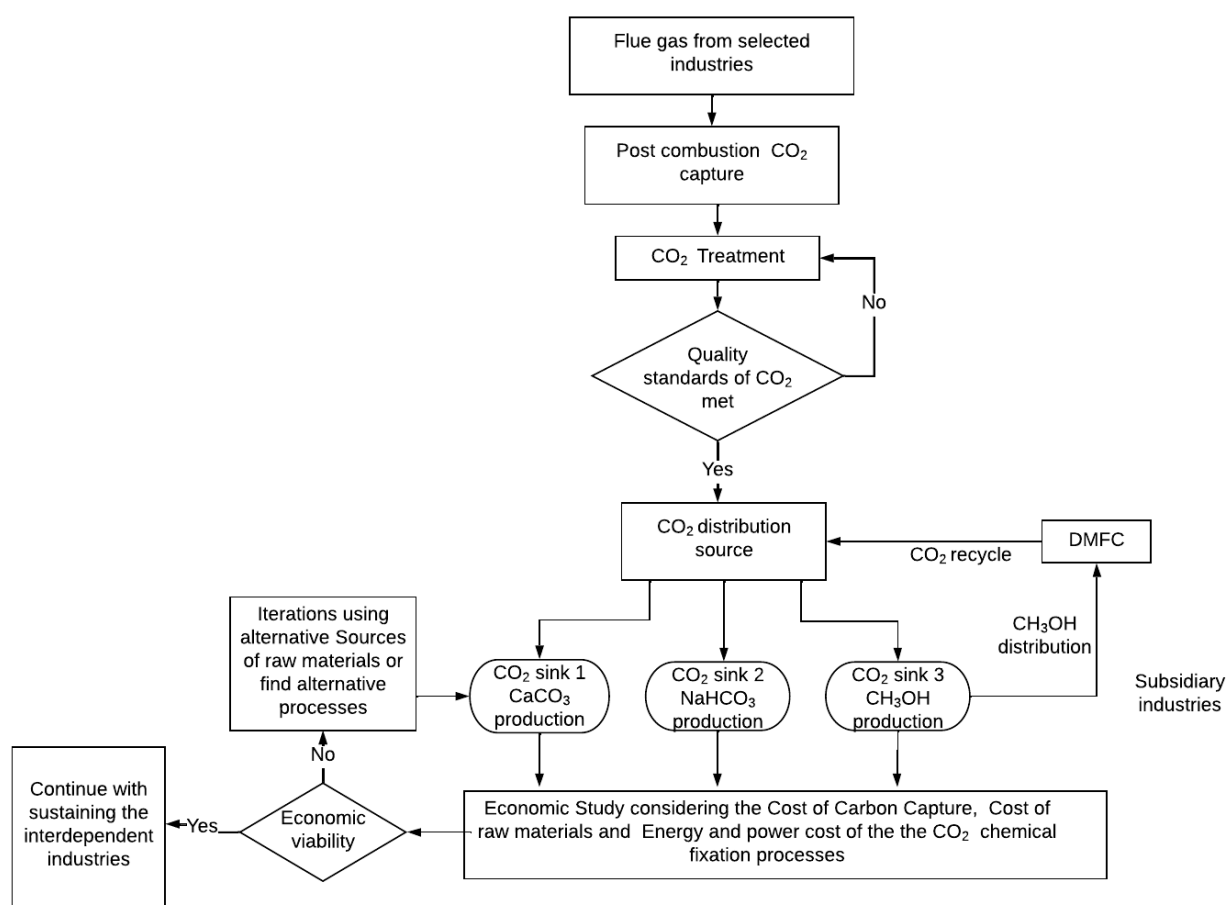 Flue gas from selected
industries
Post combustion CO₂
capture
CO₂ Treatment
No
Quality
standards of CO₂
met
Yes
CO₂ distribution
source
CO₂ recycle
DMFC
CH₃OH
distribution
Iterations using
alternative Sources
of raw materials or
find alternative
processes
CO₂ sink 1
CaCO₃
production
CO₂ sink 2
NaHCO₃
production
CO₂ sink 3
CH₃OH
production
Subsidiary
industries
No
Continue with
sustaining the
interdependent
industries
Yes
Economic
viability
Economic Study considering the Cost of Carbon Capture, Cost of
raw materials and Energy and power cost of the the CO₂ chemical
fixation processes